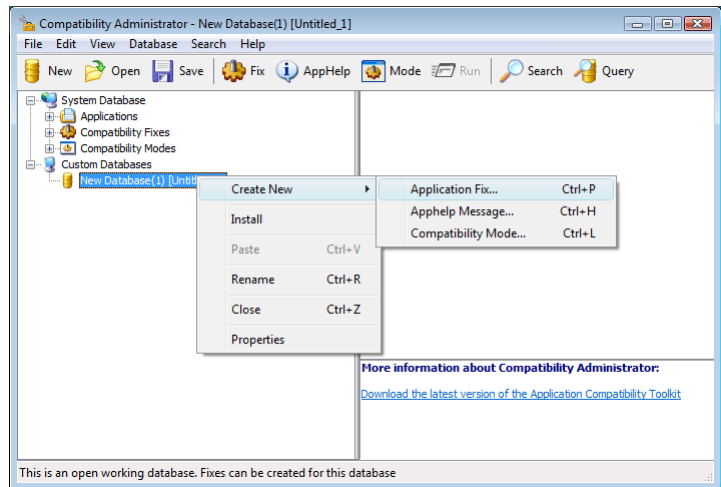 Compatibility Administrator - New Database(1) [Untitled_1]
File Edit View Database Search Help
New Open Save Fix AppHelp Mode Run Search Query
System Database
Applications
Compatibility Fixes
Compatibility Modes
Custom Databases
New Database(1)
Create New
Install
Paste Ctrl+V
Rename Ctrl+R
Close Ctrl+Z
Properties
Application Fix... Ctrl+P
Apphelp Message... Ctrl+H
Compatibility Mode... Ctrl+L
More information about Compatibility Administrator:
Download the latest version of the Application Compatibility Toolkit
This is an open working database. Fixes can be created for this database